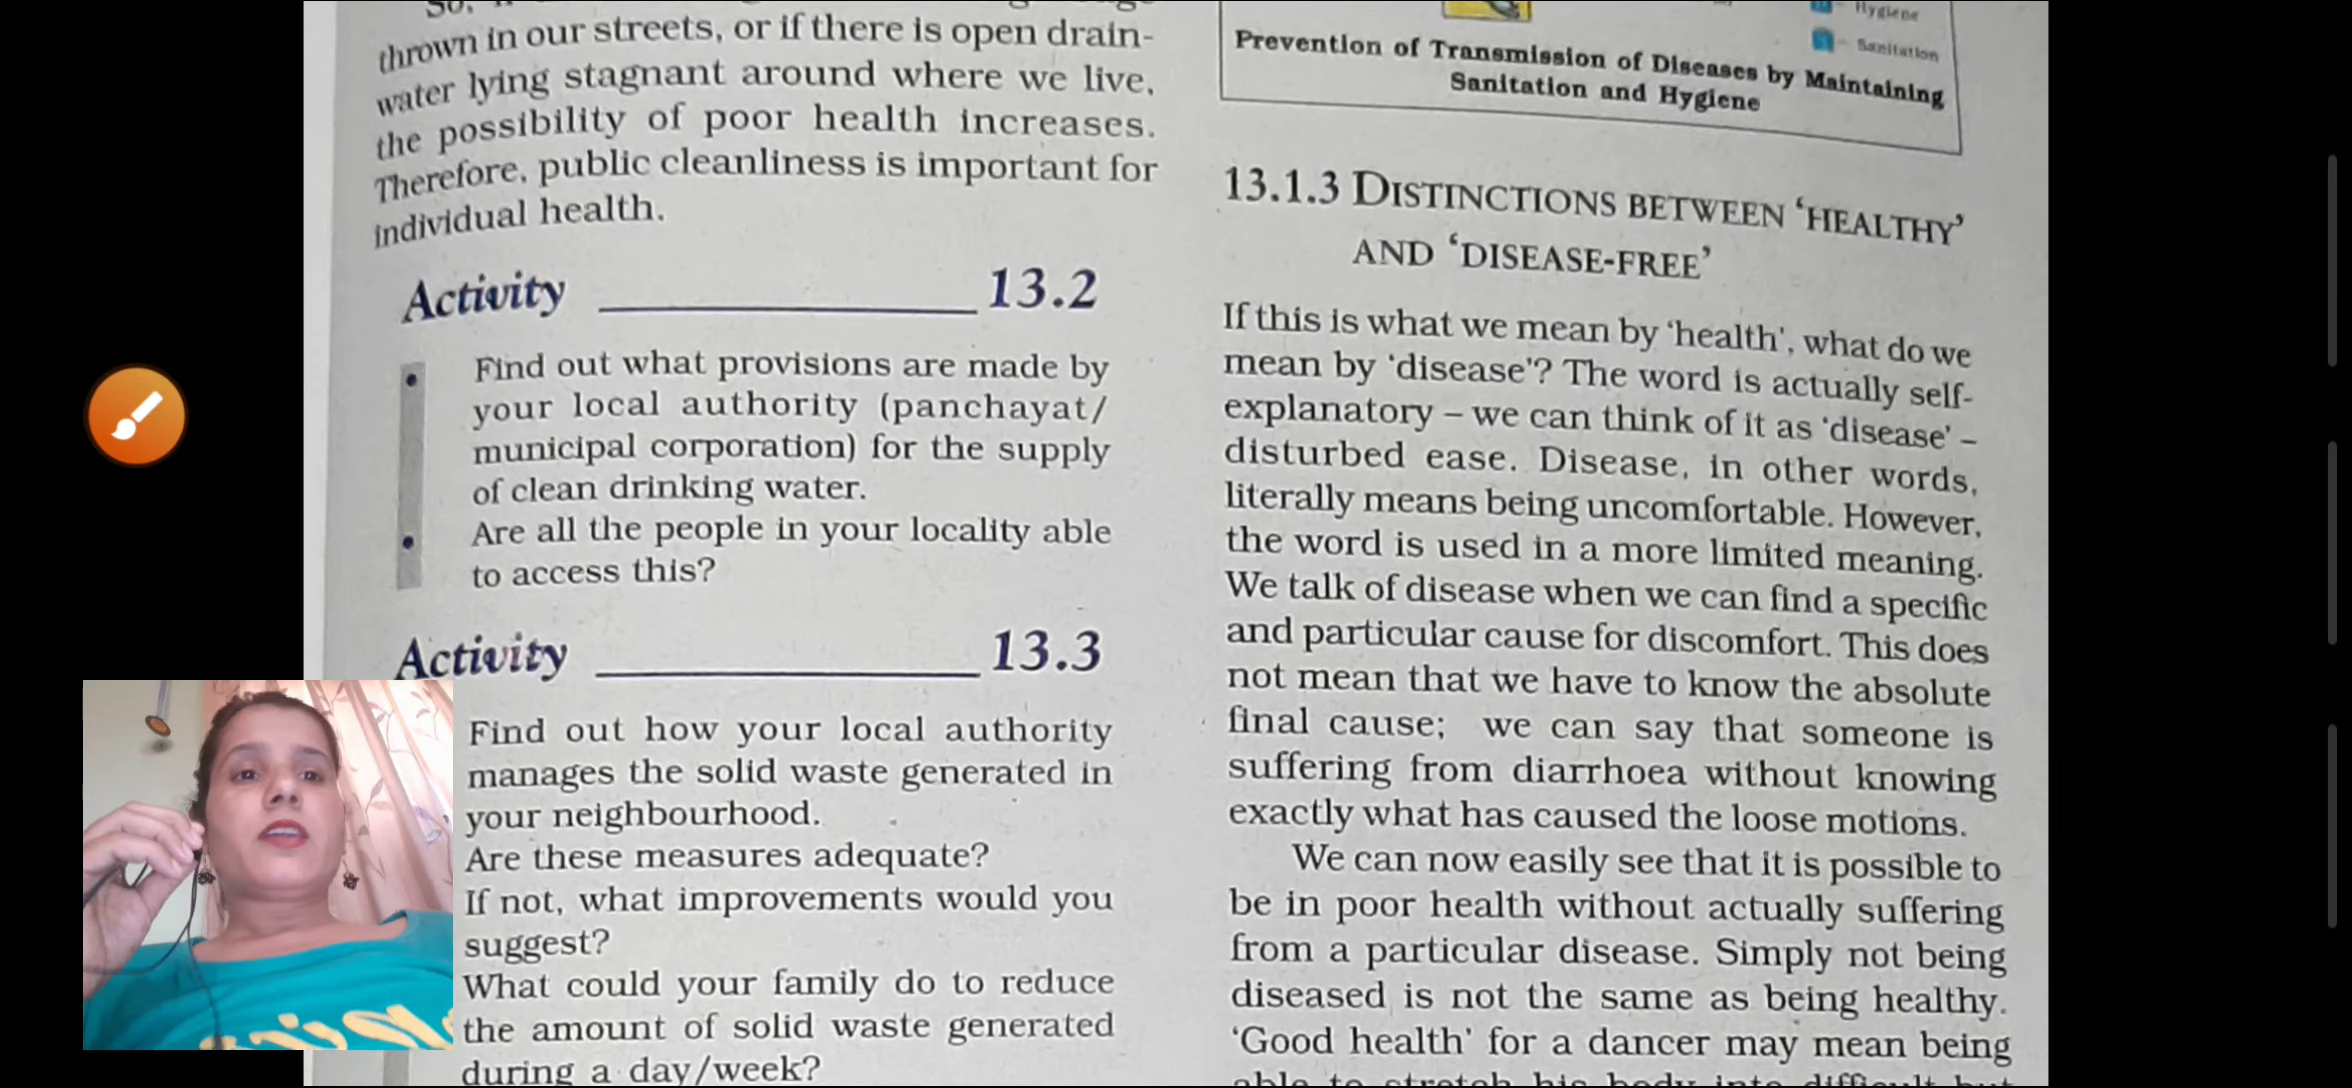 So,
thrown in our streets, or if there is open drain-
water lying stagnant around where we live,
the possibility of poor health increases.
Therefore, public cleanliness is important for
individual health.
Activity 13.2
• Find out what provisions are made by
your local authority (panchayat/
municipal corporation) for the supply
of clean drinking water.
• Are all the people in your locality able
to access this?
Activity 13.3
Find out how your local authority
manages the solid waste generated in
your neighbourhood.
Are these measures adequate?
If not, what improvements would you
suggest?
What could your family do to reduce
the amount of solid waste generated
during a day/week?
Hygiene
Sanitation
Prevention of Transmission of Diseases by Maintaining
Sanitation and Hygiene
13.1.3 DISTINCTIONS BETWEEN ‘HEALTHY’
AND ‘DISEASE-FREE’
If this is what we mean by ‘health’, what do we
mean by ‘disease’? The word is actually self-
explanatory – we can think of it as ‘disease’ –
disturbed ease. Disease, in other words,
literally means being uncomfortable. However,
the word is used in a more limited meaning.
We talk of disease when we can find a specific
and particular cause for discomfort. This does
not mean that we have to know the absolute
final cause; we can say that someone is
suffering from diarrhoea without knowing
exactly what has caused the loose motions.
We can now easily see that it is possible to
be in poor health without actually suffering
from a particular disease. Simply not being
diseased is not the same as being healthy.
‘Good health’ for a dancer may mean being
able to stretch his body into difficult but